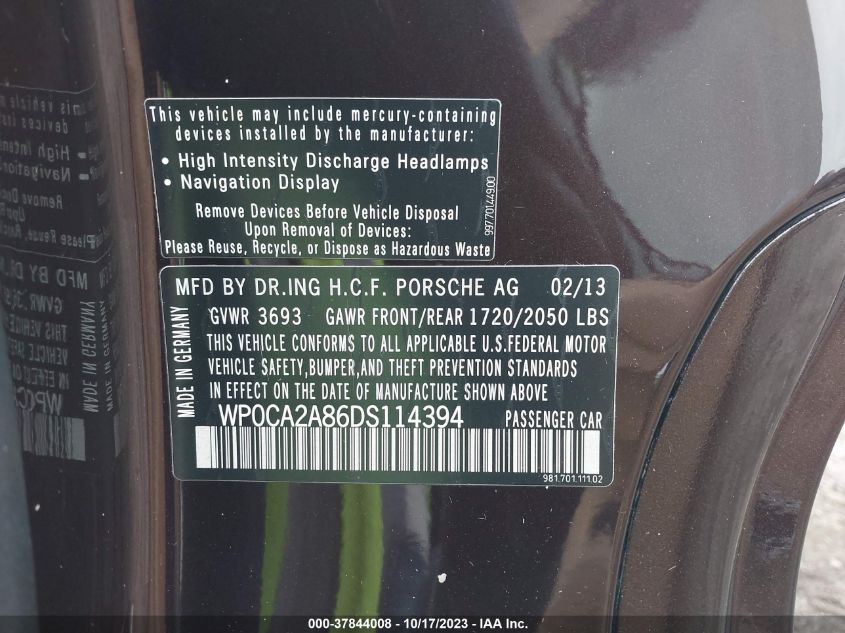 This vehicle may include mercury-containing
devices installed by the manufacturer:
• High Intensity Discharge Headlamps
• Navigation Display
Remove Devices Before Vehicle Disposal
Upon Removal of Devices:
Please Reuse, Recycle, or Dispose as Hazardous Waste
997.701.449.00
MFD BY DR.ING H.C.F. PORSCHE AG 02/13
GVWR 3693 GAWR FRONT/REAR 1720/2050 LBS
THIS VEHICLE CONFORMS TO ALL APPLICABLE U.S.FEDERAL MOTOR
VEHICLE SAFETY,BUMPER,AND THEFT PREVENTION STANDARDS
IN EFFECT ON THE DATE OF MANUFACTURE SHOWN ABOVE
MADE IN GERMANY
WP0CA2A86DS114394 PASSENGER CAR
981.701.111.02
000-37844008 - 10/17/2023 - IAA Inc.